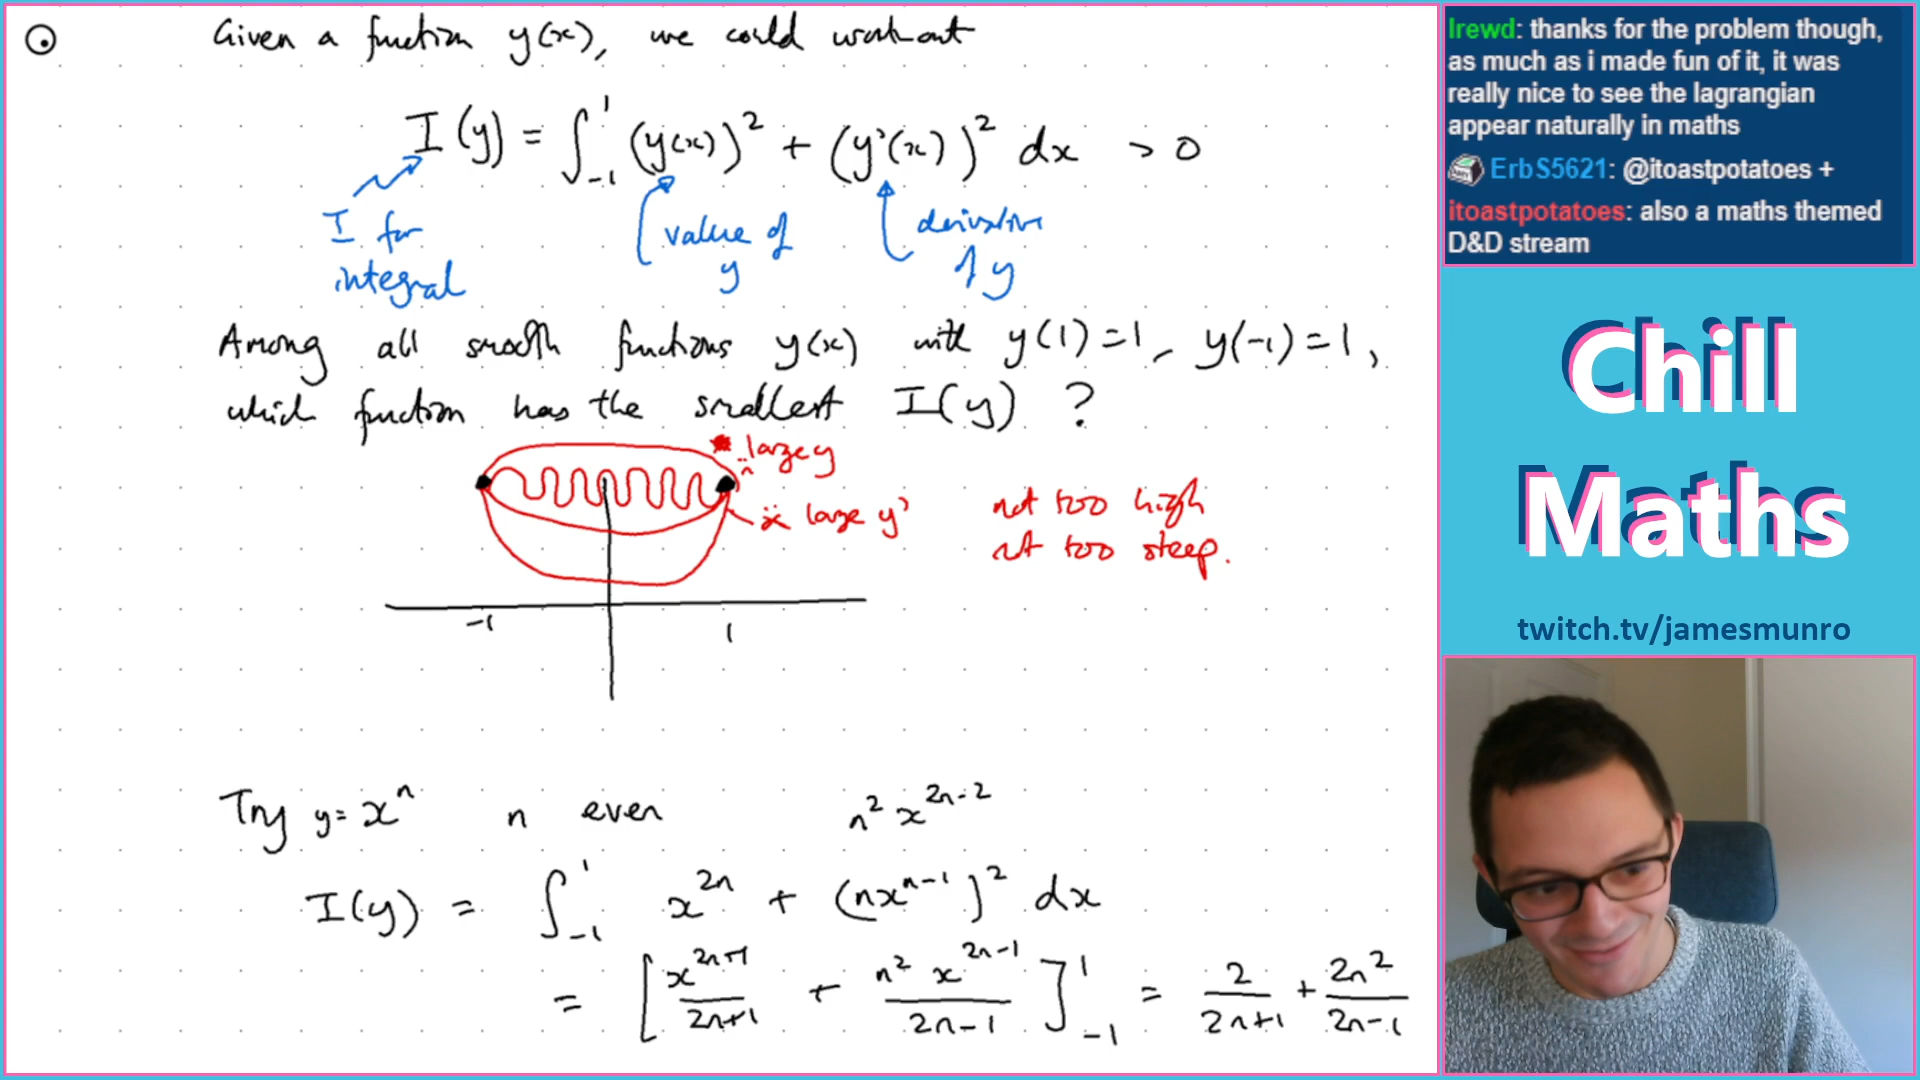 Given a function y(x), we could work out
I(y) = ∫₋₁¹ (y(x))² + (y'(x))² dx > 0
I for integral
value of y
derivative of y
Among all smooth functions y(x) with y(1)=1, y(-1)=1,
which function has the smallest I(y) ?
large y
large y'
not too high
not too steep.
-1
1
Try y=xⁿ n even n² x²ⁿ⁻²
I(y) = ∫₋₁¹ x²ⁿ + (nxⁿ⁻¹)² dx
= [x²ⁿ⁺¹/2n+1 + n² x²ⁿ⁻¹/2n-1]₋₁¹ = 2/2n+1 + 2n²/2n-1
lrewd: thanks for the problem though,
as much as i made fun of it, it was
really nice to see the lagrangian
appear naturally in maths
ErbS5621: @itoastpotatoes +
itoastpotatoes: also a maths themed
D&D stream
Chill
Maths
twitch.tv/jamesmunro